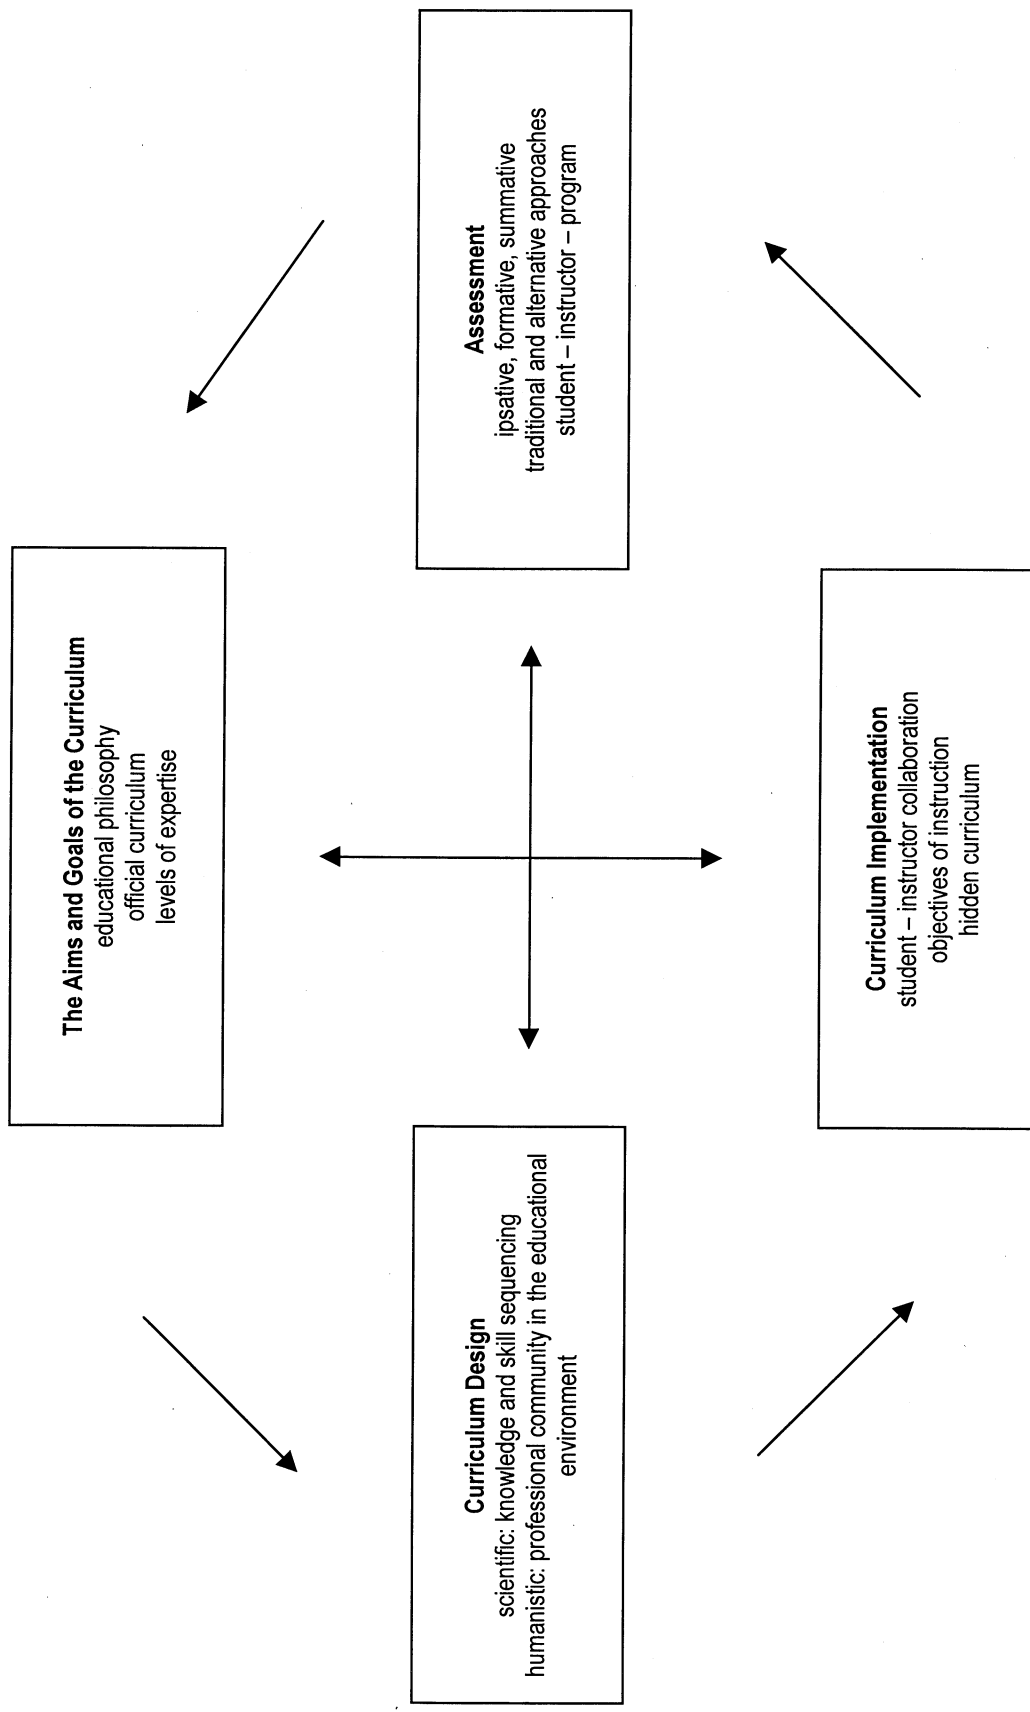 The Aims and Goals of the Curriculum
educational philosophy
official curriculum
levels of expertise
Curriculum Design
scientific: knowledge and skill sequencing
humanistic: professional community in the educational
environment
Assessment
ipsative, formative, summative
traditional and alternative approaches
student – instructor – program
Curriculum Implementation
student – instructor collaboration
objectives of instruction
hidden curriculum